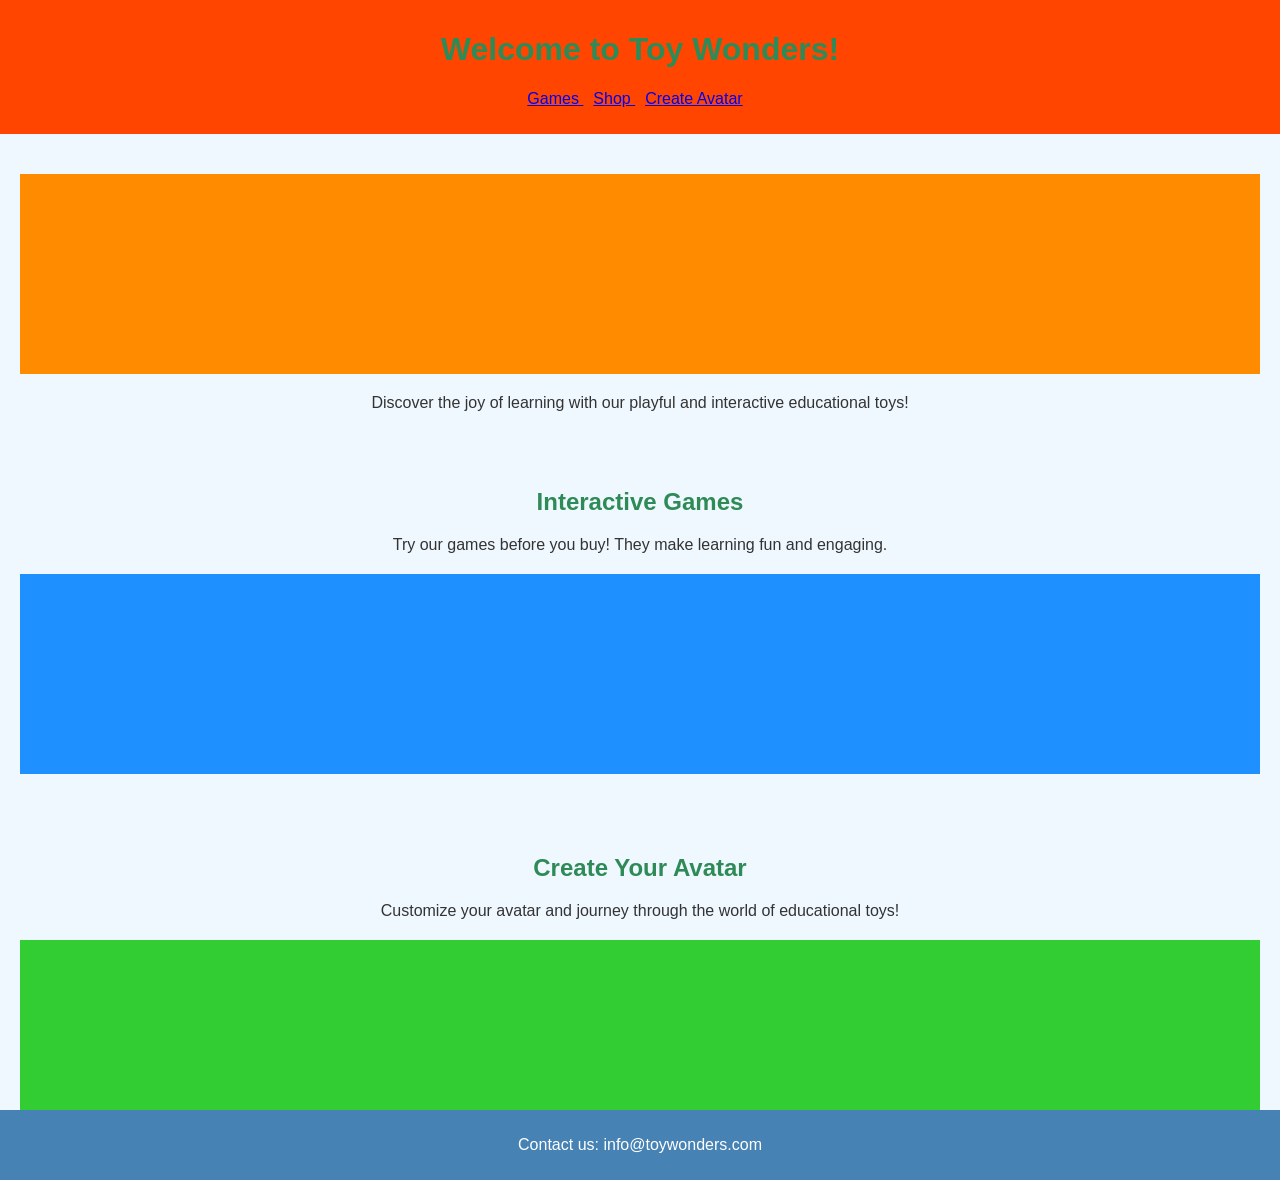 Welcome to Toy Wonders!
Games Shop Create Avatar
Discover the joy of learning with our playful and interactive educational toys!
Interactive Games
Try our games before you buy! They make learning fun and engaging.
Create Your Avatar
Customize your avatar and journey through the world of educational toys!
Contact us: info@toywonders.com